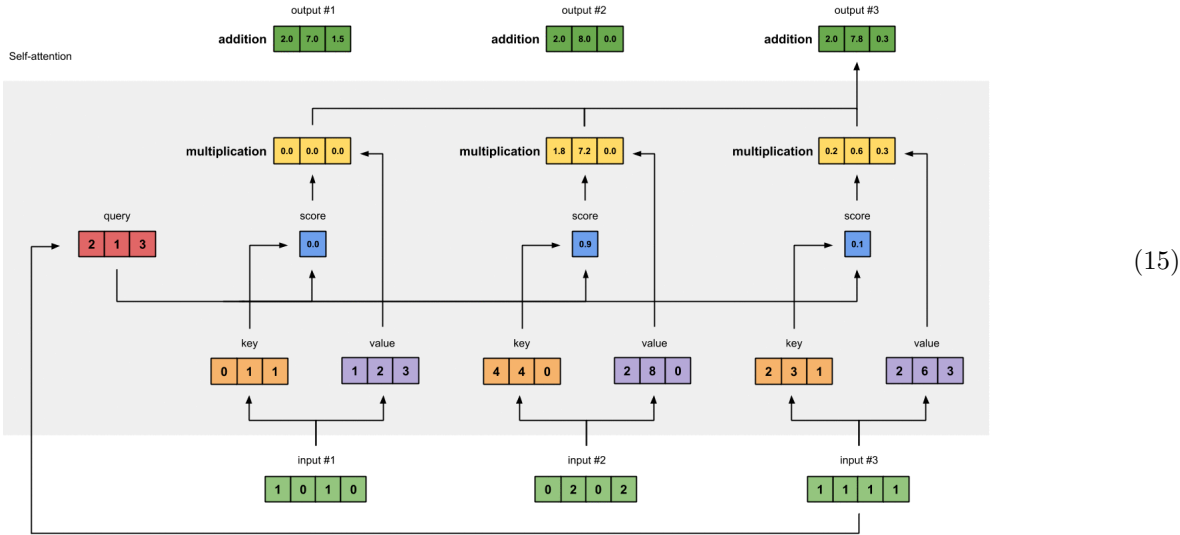 output #1 output #2 output #3
addition 2.0 7.0 1.5 addition 2.0 8.0 0.0 addition 2.0 7.8 0.3
Self-attention
multiplication 0.0 0.0 0.0 multiplication 1.8 7.2 0.0 multiplication 0.2 0.6 0.3
query score score score
2 1 3 0.0 0.9 0.1
(15)
key value key value key value
0 1 1 1 2 3 4 4 0 2 8 0 2 3 1 2 6 3
input #1 input #2 input #3
1 0 1 0 0 2 0 2 1 1 1 1